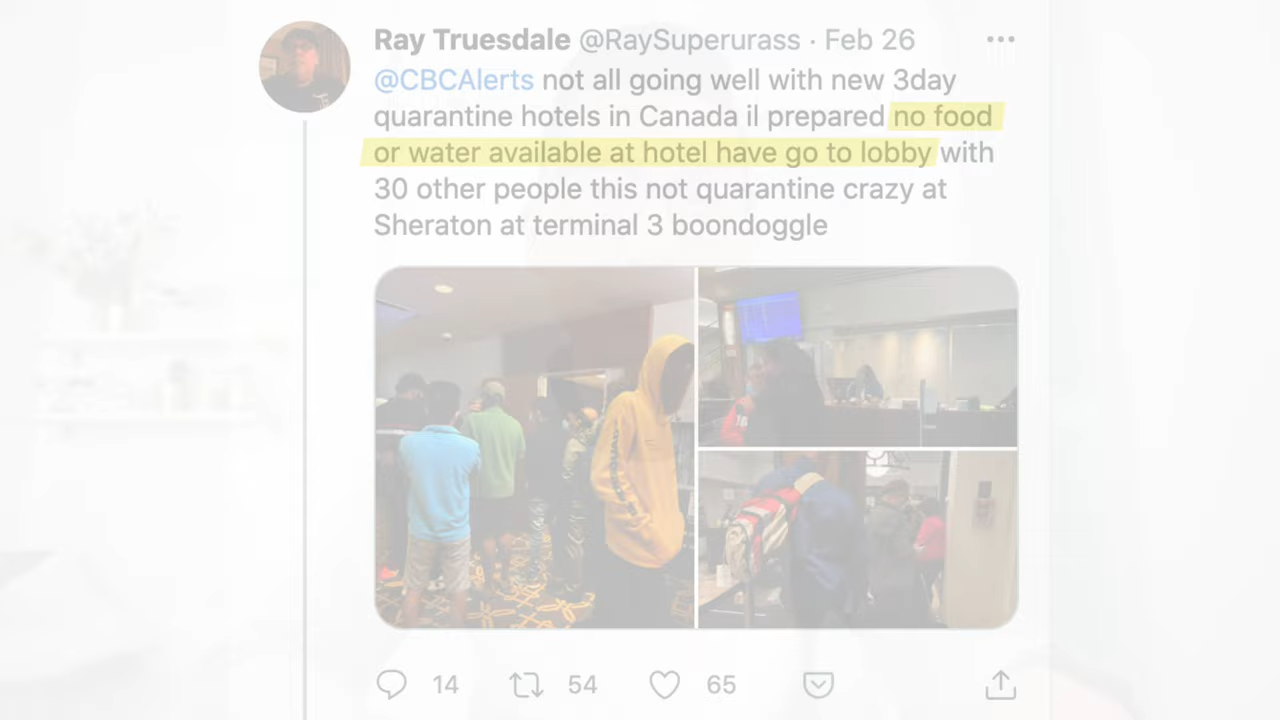 Ray Truesdale @RaySuperurass · Feb 26
@CBCAlerts not all going well with new 3day
quarantine hotels in Canada il prepared no food
or water available at hotel have go to lobby with
30 other people this not quarantine crazy at
Sheraton at terminal 3 boondoggle
14 54 65